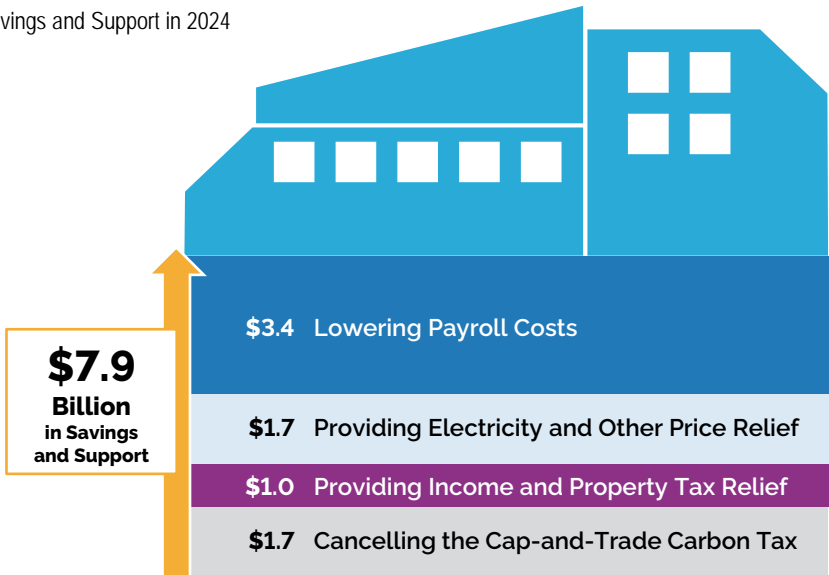 Savings and Support in 2024
$3.4 Lowering Payroll Costs
$7.9
Billion
in Savings
and Support
$1.7 Providing Electricity and Other Price Relief
$1.0 Providing Income and Property Tax Relief
$1.7 Cancelling the Cap-and-Trade Carbon Tax